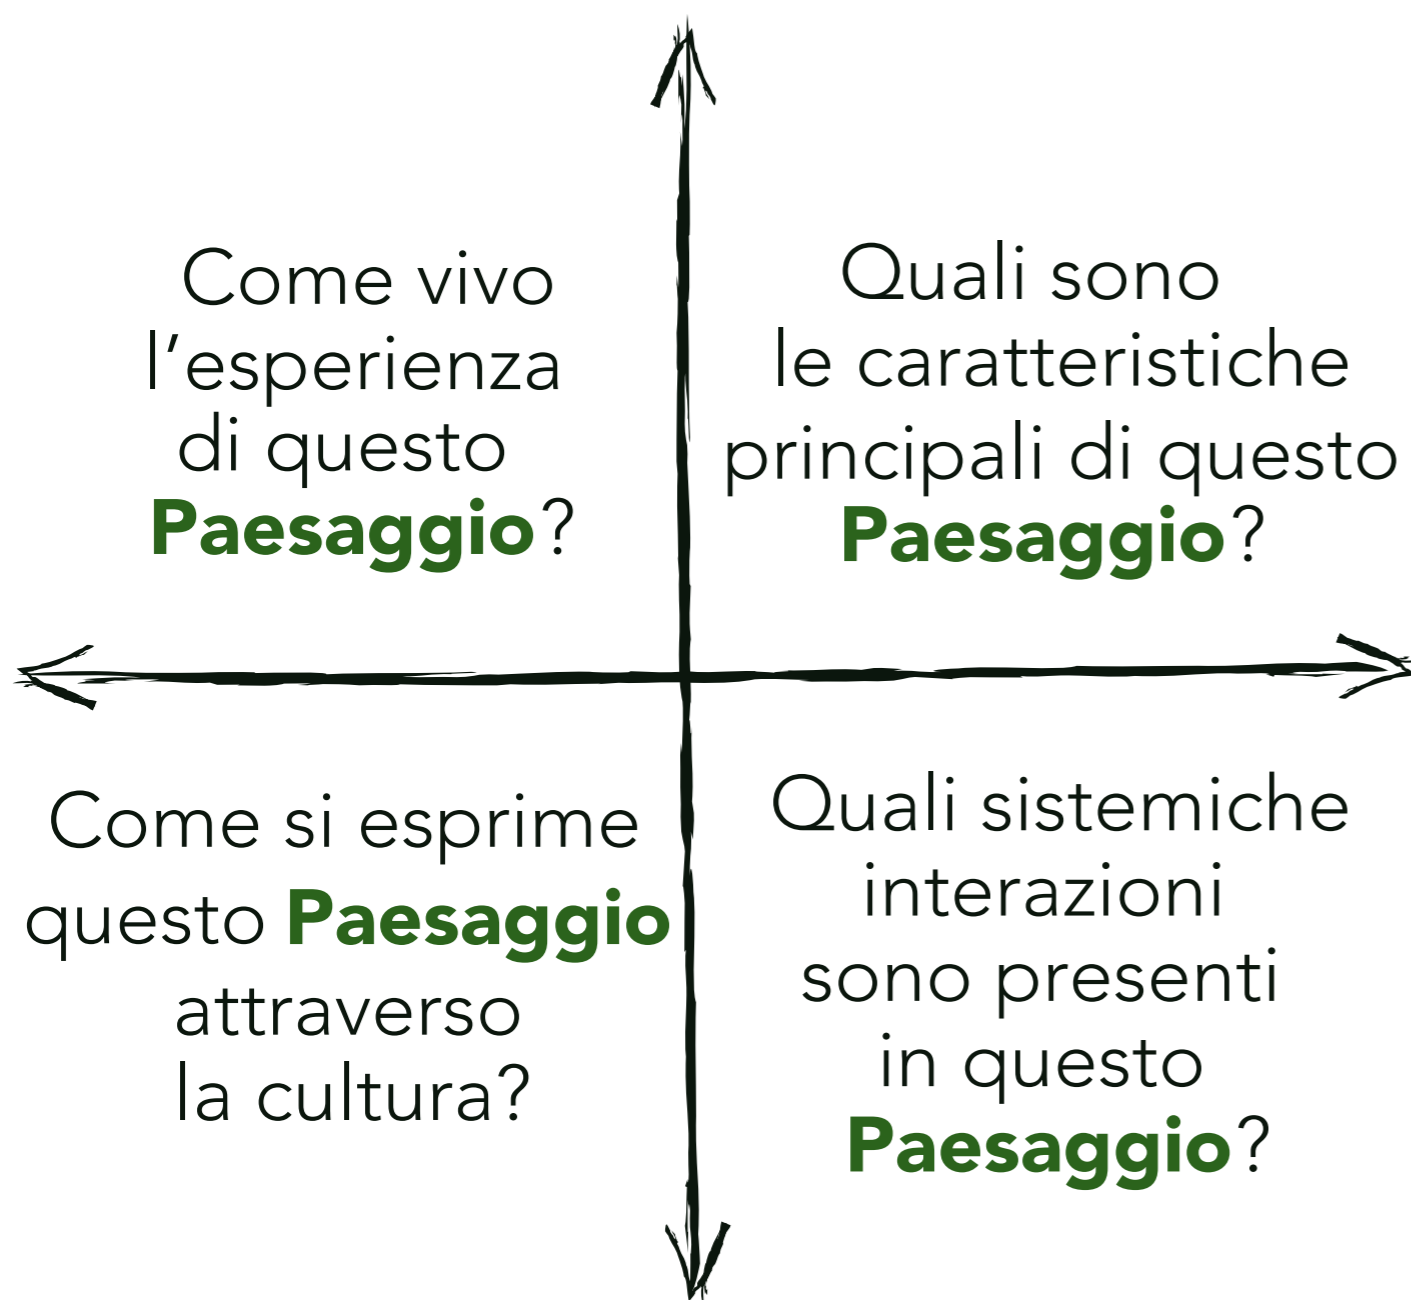 Come vivo
l’esperienza
di questo
Paesaggio?
Quali sono
le caratteristiche
principali di questo
Paesaggio?
Come si esprime
questo Paesaggio
attraverso
la cultura?
Quali sistemiche
interazioni
sono presenti
in questo
Paesaggio?